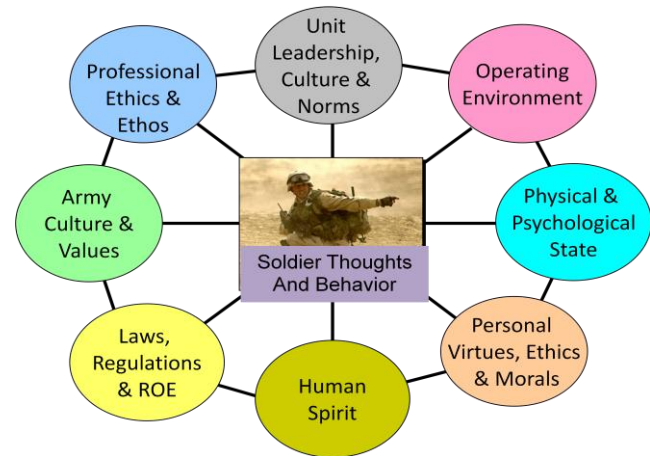 Unit
Leadership,
Culture &
Norms
Professional
Ethics &
Ethos
Operating
Environment
Army
Culture &
Values
Physical &
Psychological
State
Soldier Thoughts
And Behavior
Laws,
Regulations
& ROE
Personal
Virtues, Ethics
& Morals
Human
Spirit